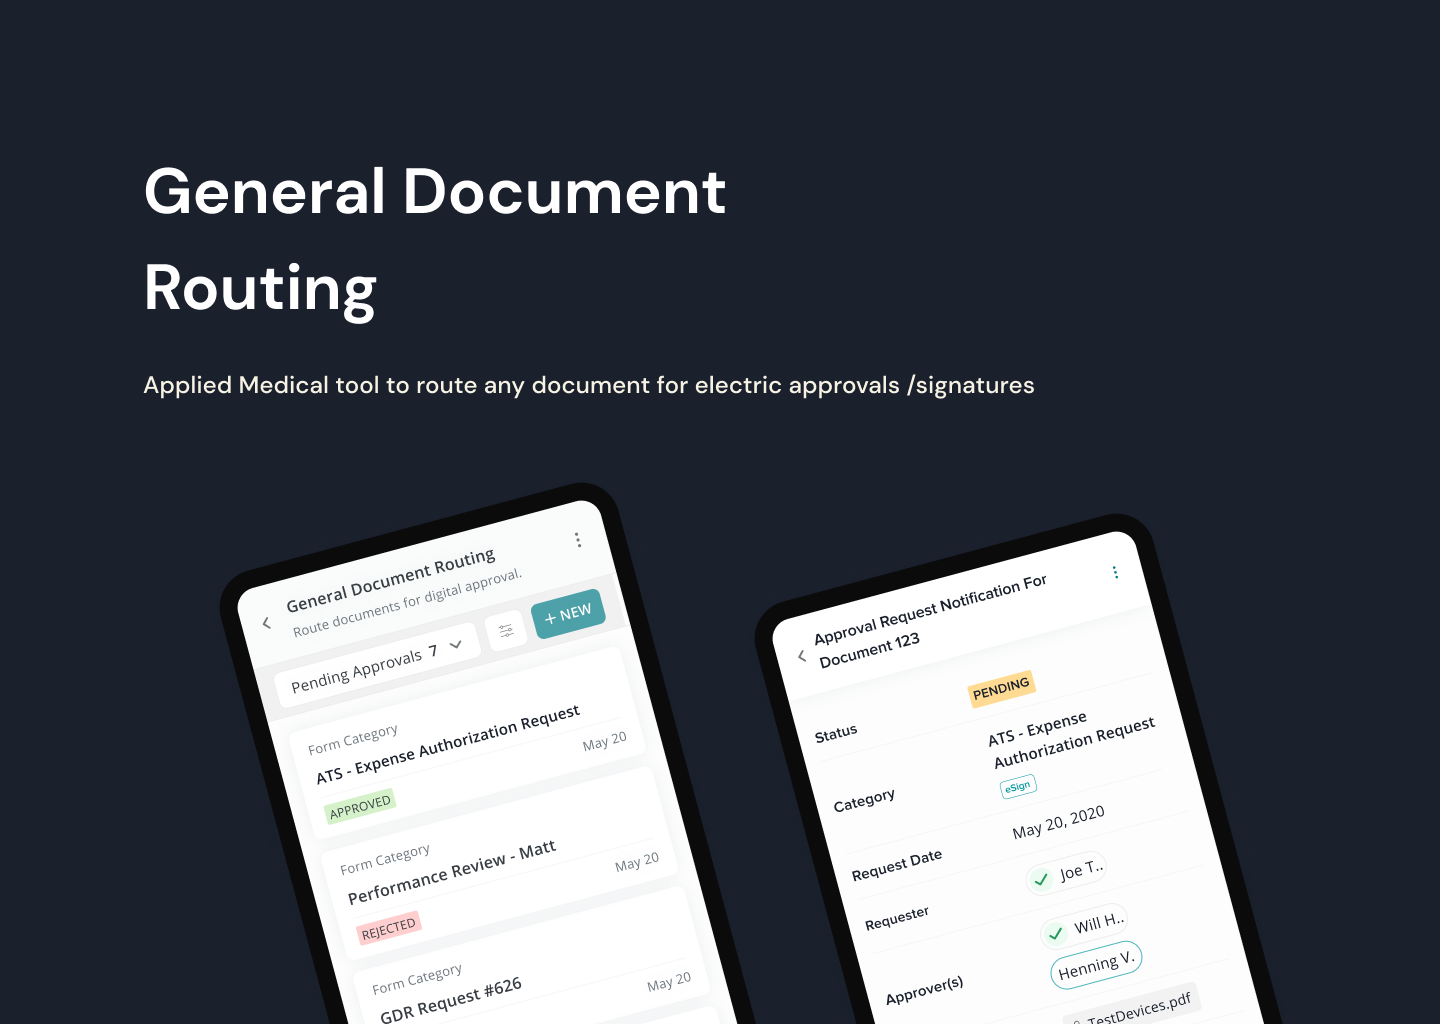 General Document
Routing
Applied Medical tool to route any document for electric approvals /signatures
General Document Routing
Route documents for digital approval.
Pending Approvals 7
+ NEW
Form Category
ATS - Expense Authorization Request
May 20
APPROVED
Form Category
Performance Review - Matt
May 20
REJECTED
Form Category
GDR Request #626
May 20
Approval Request Notification For
Document 123
Status
PENDING
Category
ATS - Expense
Authorization Request
eSign
Request Date
May 20, 2020
Requester
Joe T..
Approver(s)
Will H..
Henning V.
TestDevices.pdf